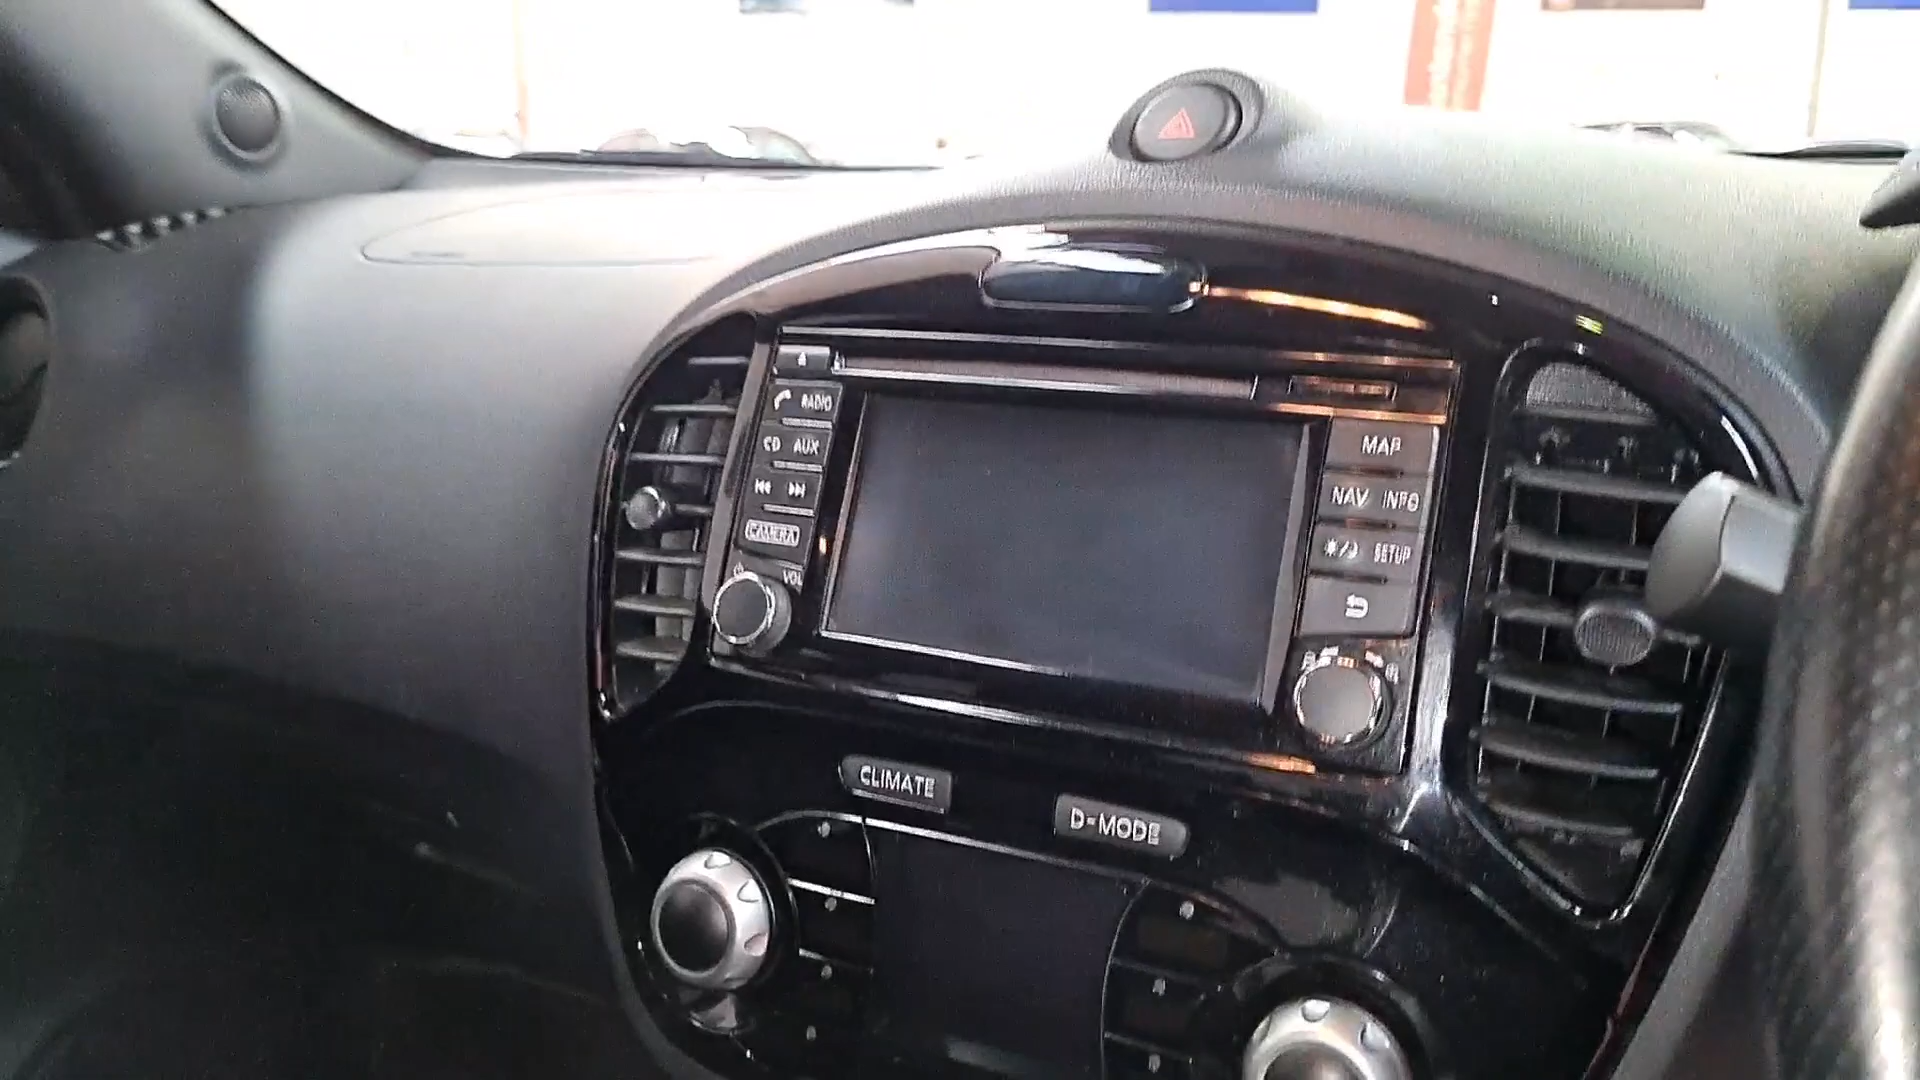 RADIO
CD AUX
CAMERA
VOL
MAP
NAV INFO
SETUP
CLIMATE
D-MODE